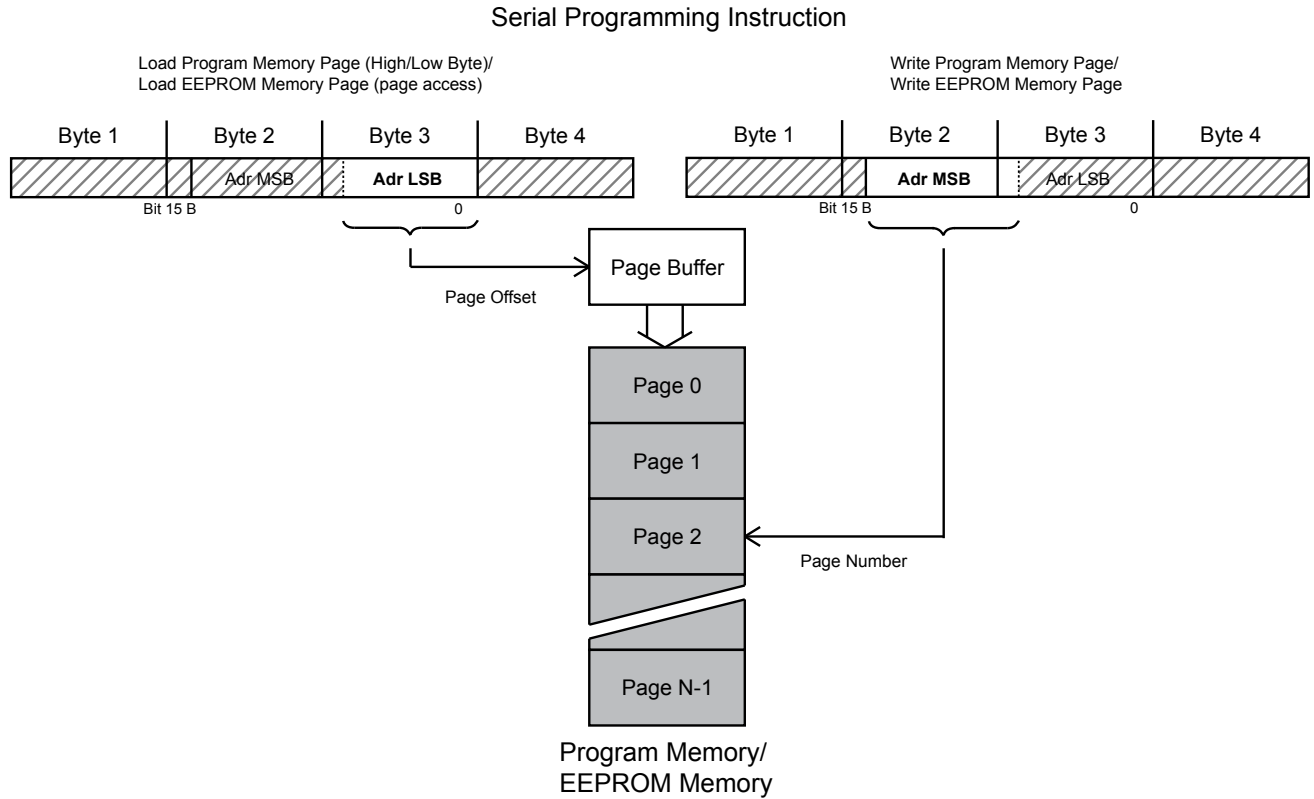 Serial Programming Instruction
Load Program Memory Page (High/Low Byte)/
Load EEPROM Memory Page (page access)
Write Program Memory Page/
Write EEPROM Memory Page
Byte 1 Byte 2 Byte 3 Byte 4
Byte 1 Byte 2 Byte 3 Byte 4
Adr MSB Adr LSB
Adr MSB Adr LSB
Bit 15 B 0
Bit 15 B 0
Page Buffer
Page Offset
Page 0
Page 1
Page 2
Page Number
Page N-1
Program Memory/
EEPROM Memory